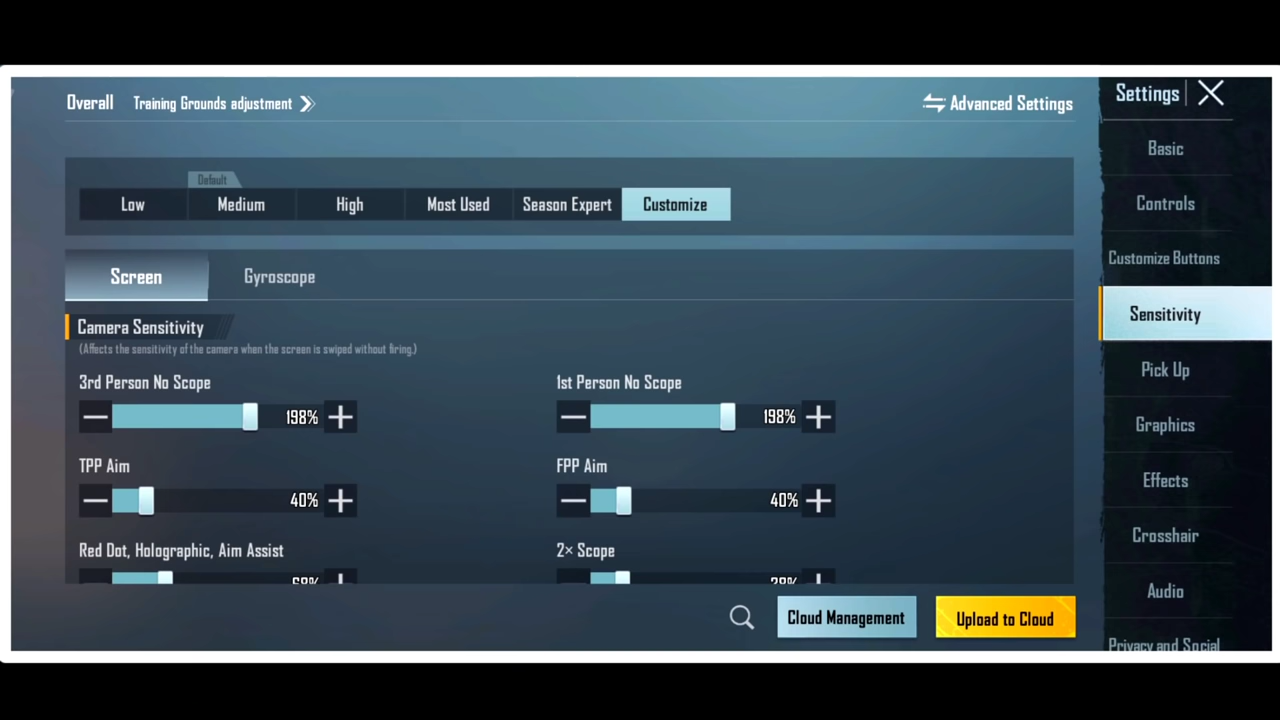 Overall
Training Grounds adjustment
Advanced Settings
Settings
Default
Low
Medium
High
Most Used
Season Expert
Customize
Screen
Gyroscope
Camera Sensitivity
(Affects the sensitivity of the camera when the screen is swiped without firing.)
3rd Person No Scope
1st Person No Scope
198%
198%
TPP Aim
FPP Aim
40%
40%
Red Dot, Holographic, Aim Assist
2× Scope
Cloud Management
Upload to Cloud
Basic
Controls
Customize Buttons
Sensitivity
Pick Up
Graphics
Effects
Crosshair
Audio
Privacy and Social